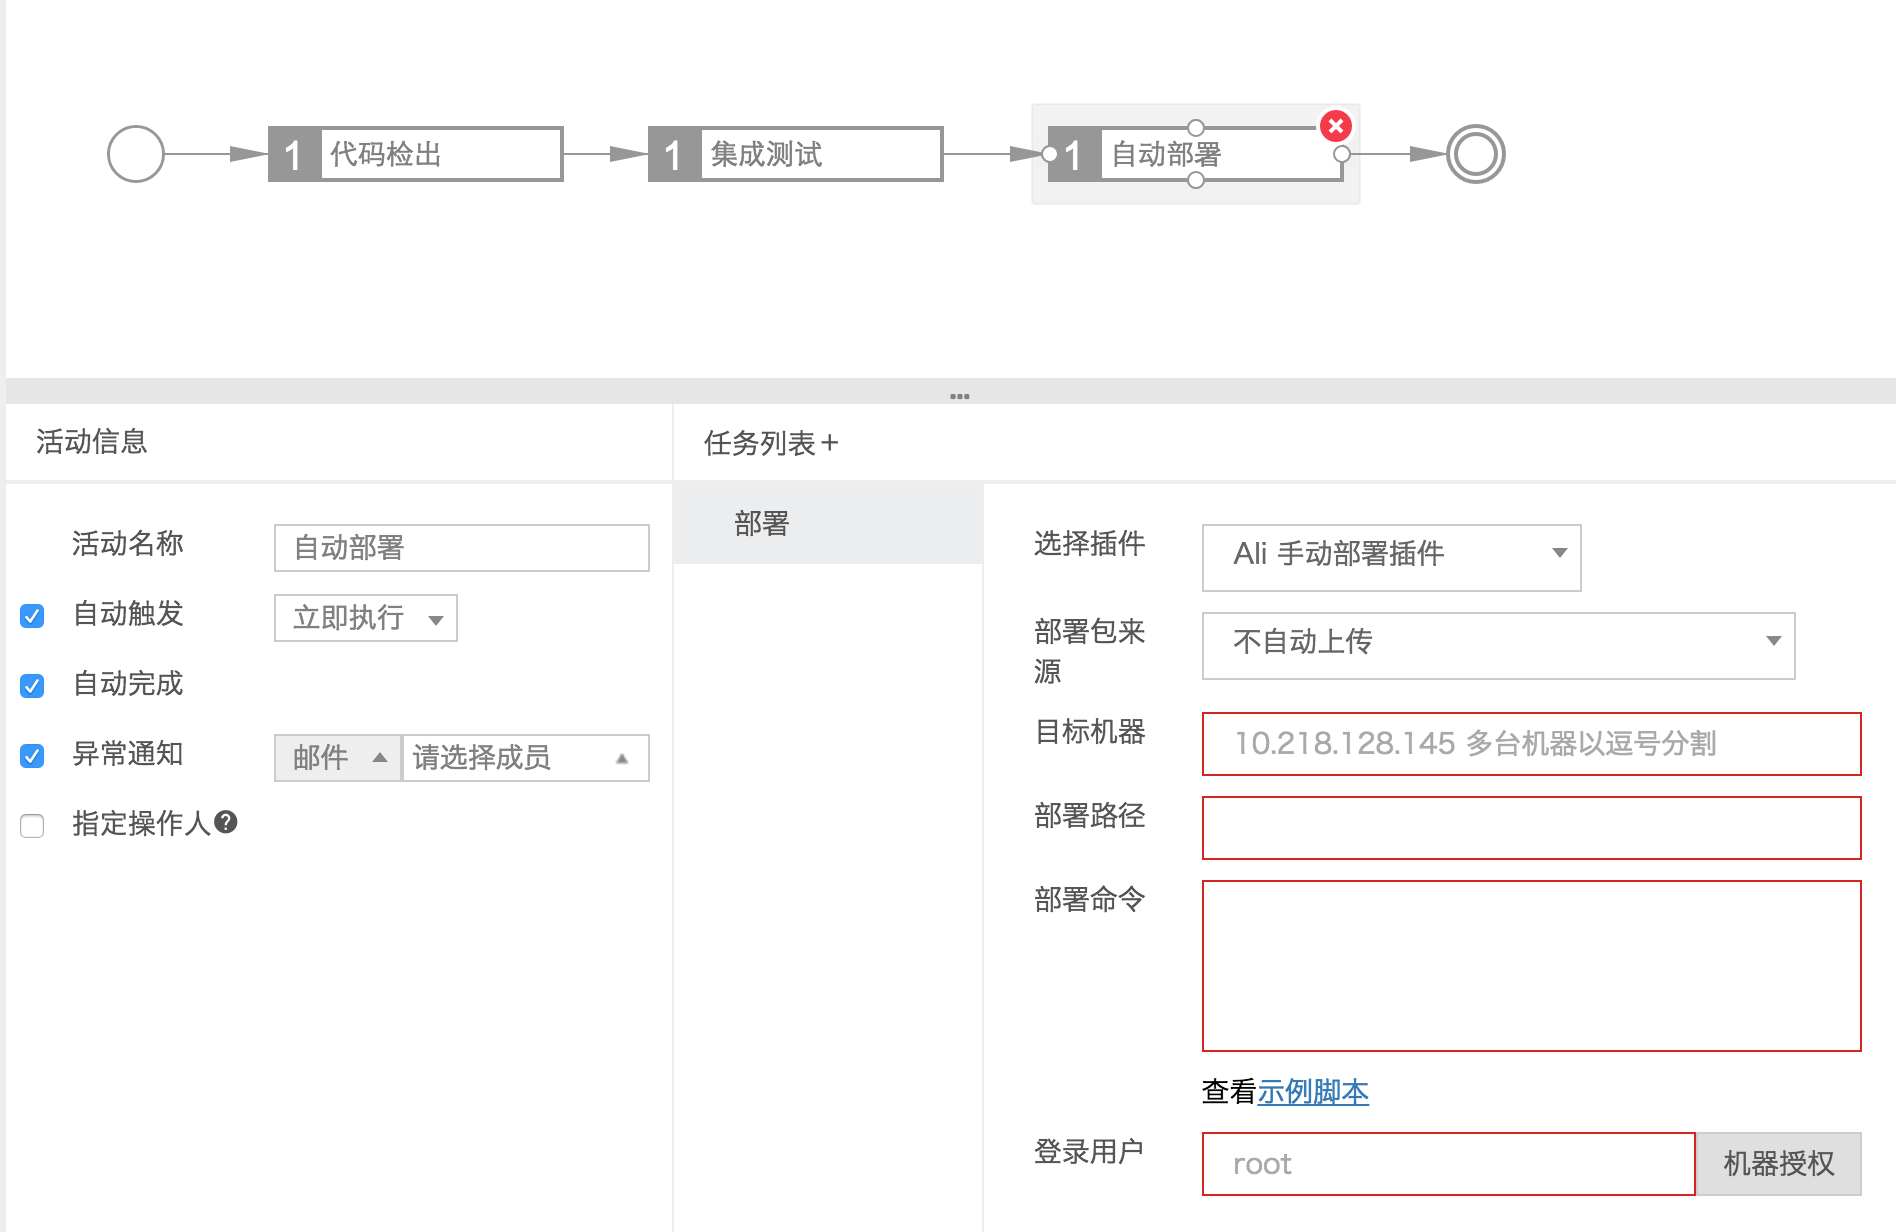 1 代码检出
1 集成测试
1 自动部署
活动信息
任务列表+
活动名称
自动部署
自动触发
立即执行
自动完成
异常通知
邮件
请选择成员
指定操作人?
部署
选择插件
Ali 手动部署插件
部署包来
源
不自动上传
目标机器
10.218.128.145 多台机器以逗号分割
部署路径
部署命令
查看示例脚本
登录用户
root
机器授权